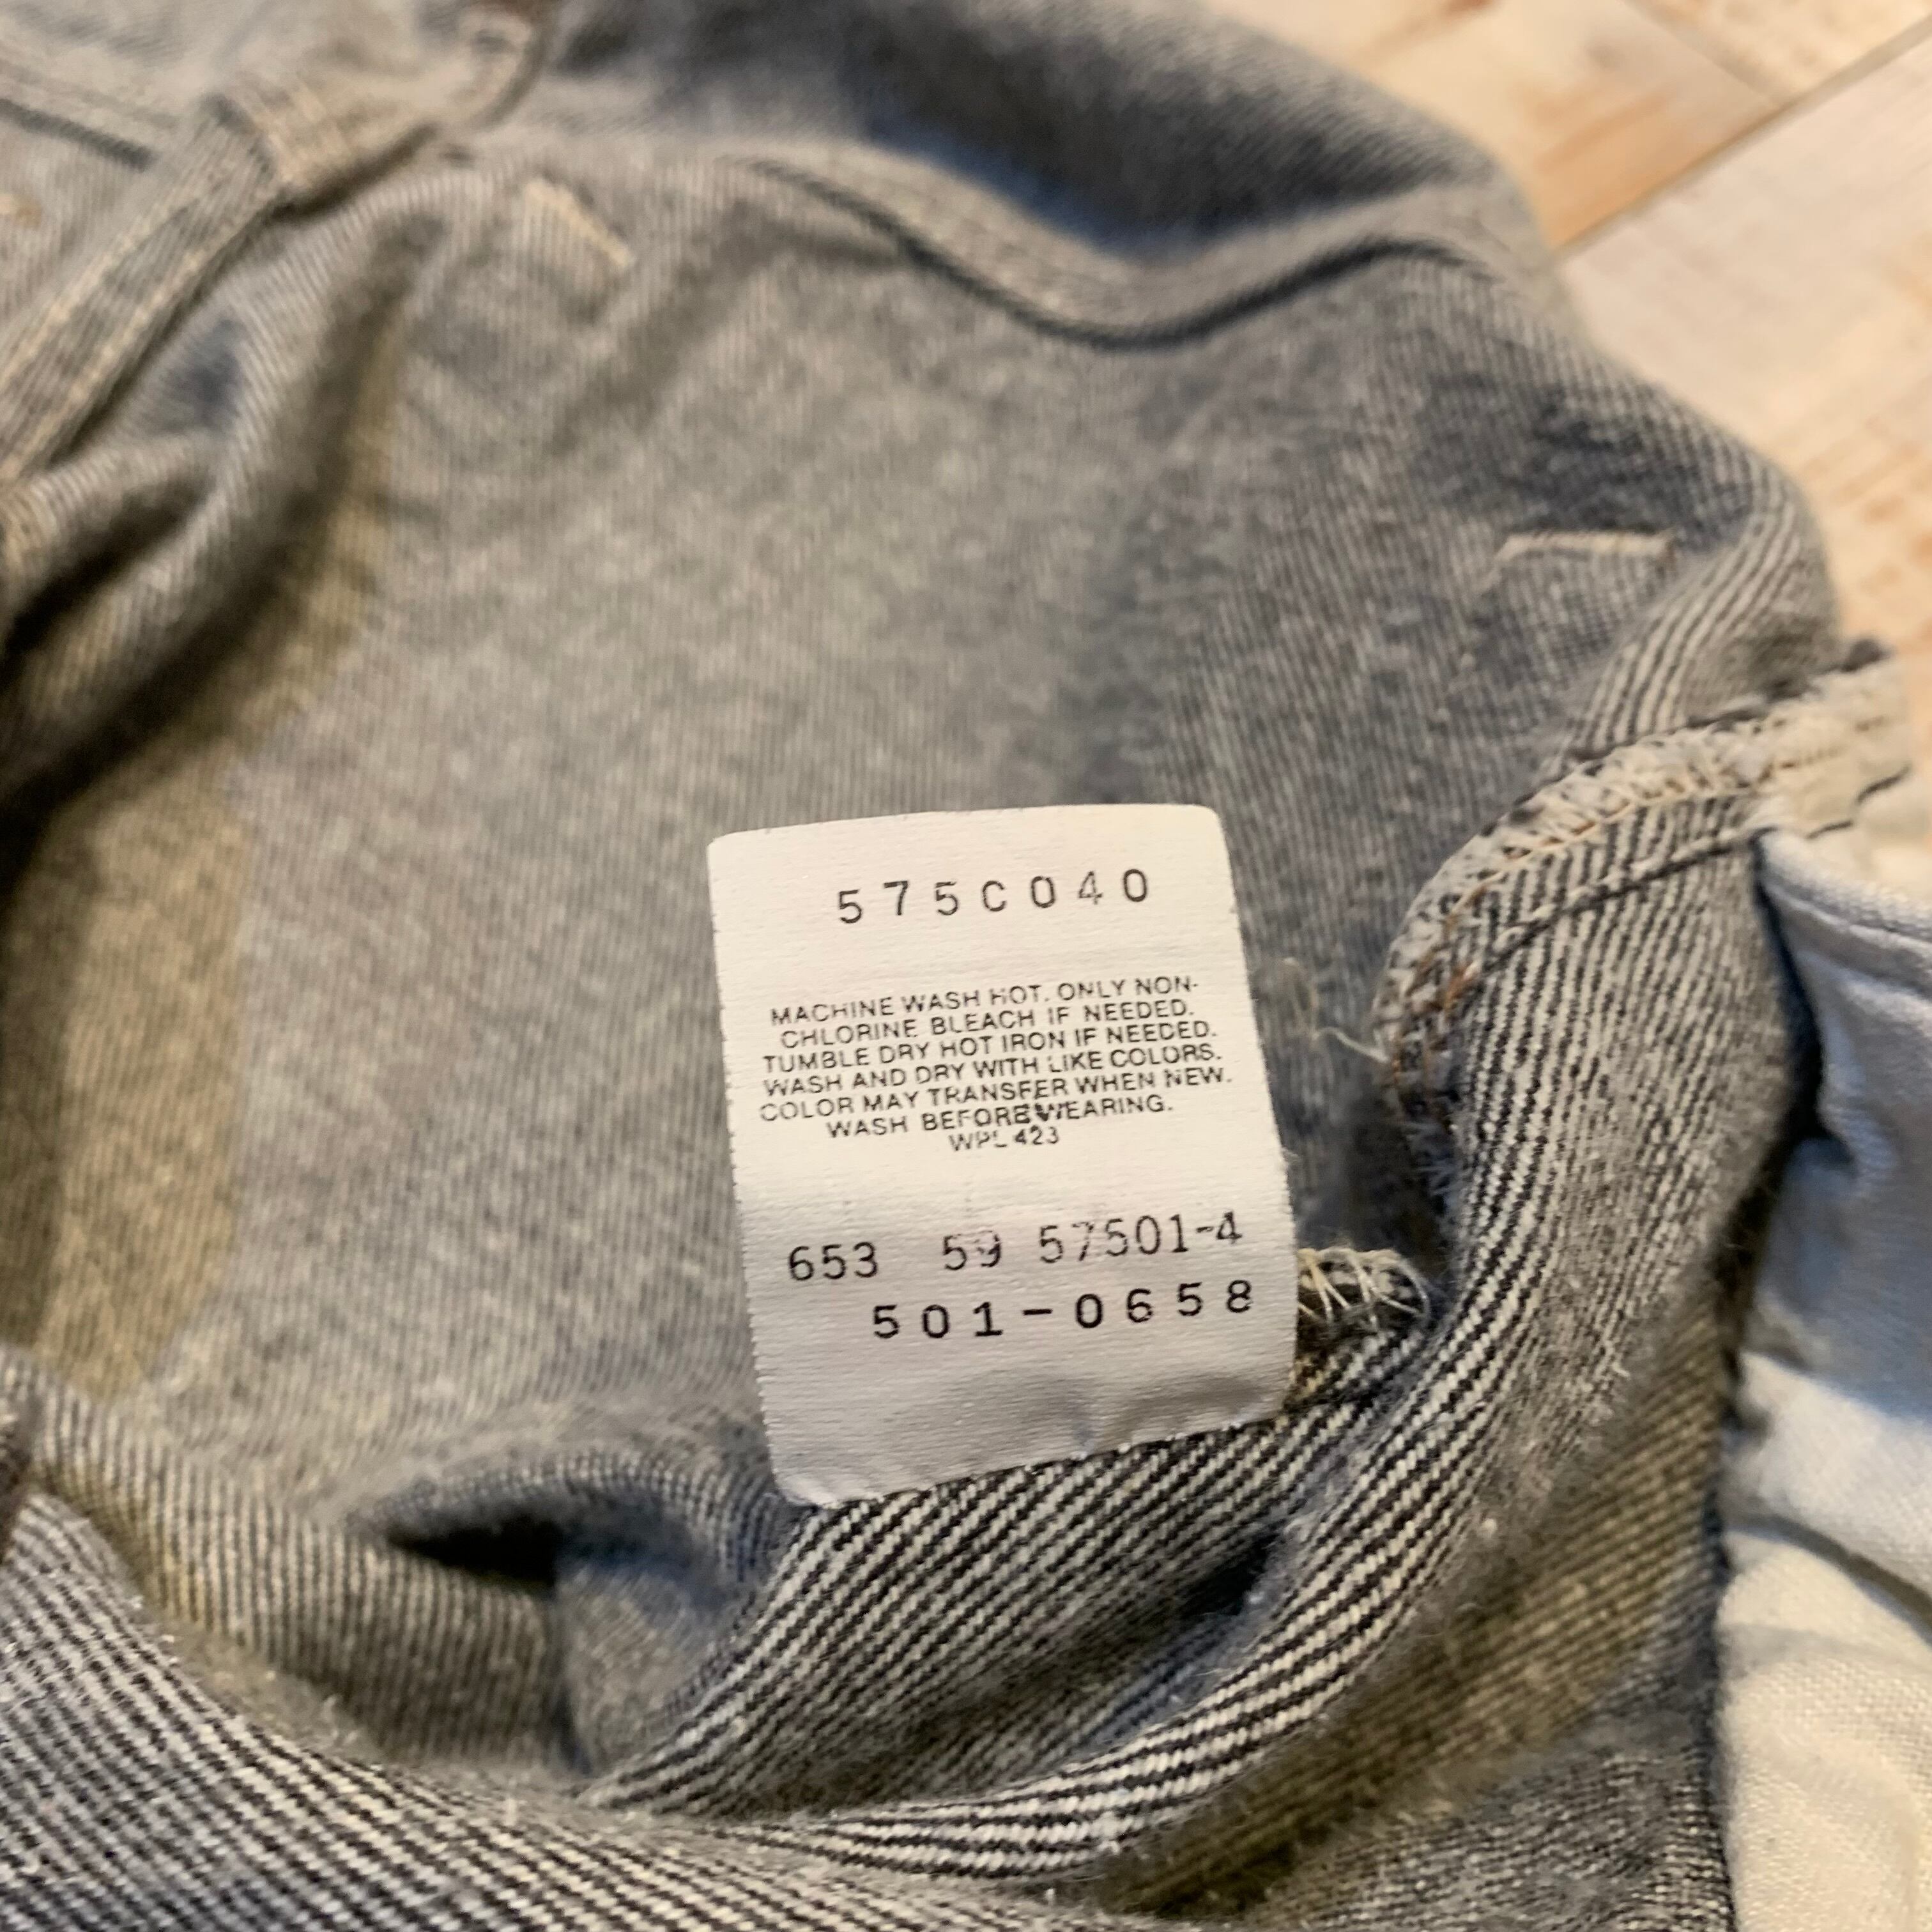 575C040
MACHINE WASH HOT. ONLY NON-
CHLORINE BLEACH IF NEEDED.
TUMBLE DRY HOT IRON IF NEEDED.
WASH AND DRY WITH LIKE COLORS.
COLOR MAY TRANSFER WHEN NEW.
WASH BEFORE WEARING.
WPL 423
653 59 57501-4
501-0658